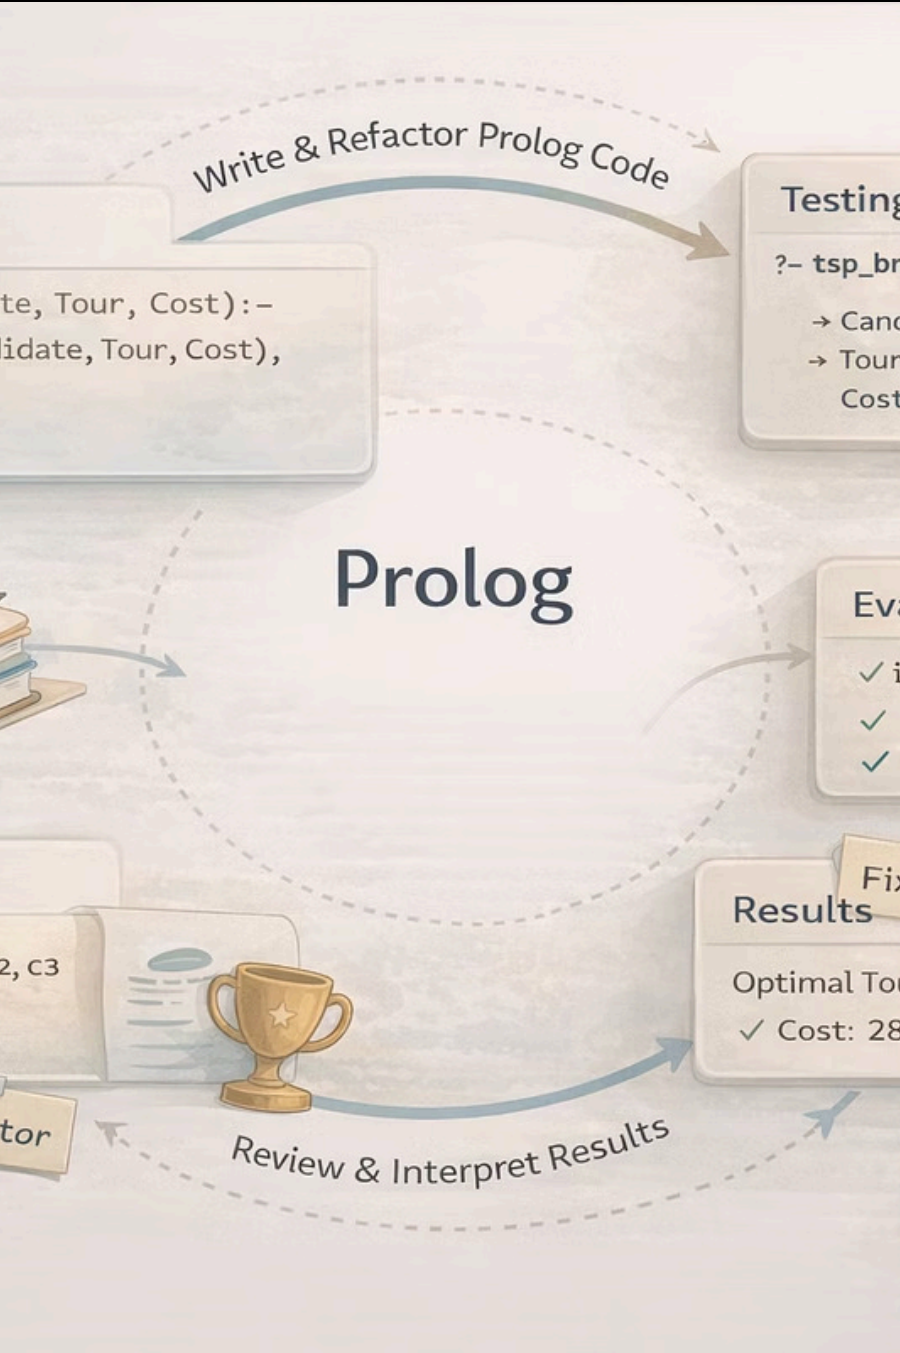 Write & Refactor Prolog Code
te, Tour, Cost):-
lidate, Tour, Cost),
Testing
?- tsp_br
→ Canc
→ Tour
Cost
Prolog
Eva
✓ i
✓
✓
Fix
Results
Optimal Tou
✓ Cost: 28
2, c3
tor
Review & Interpret Results